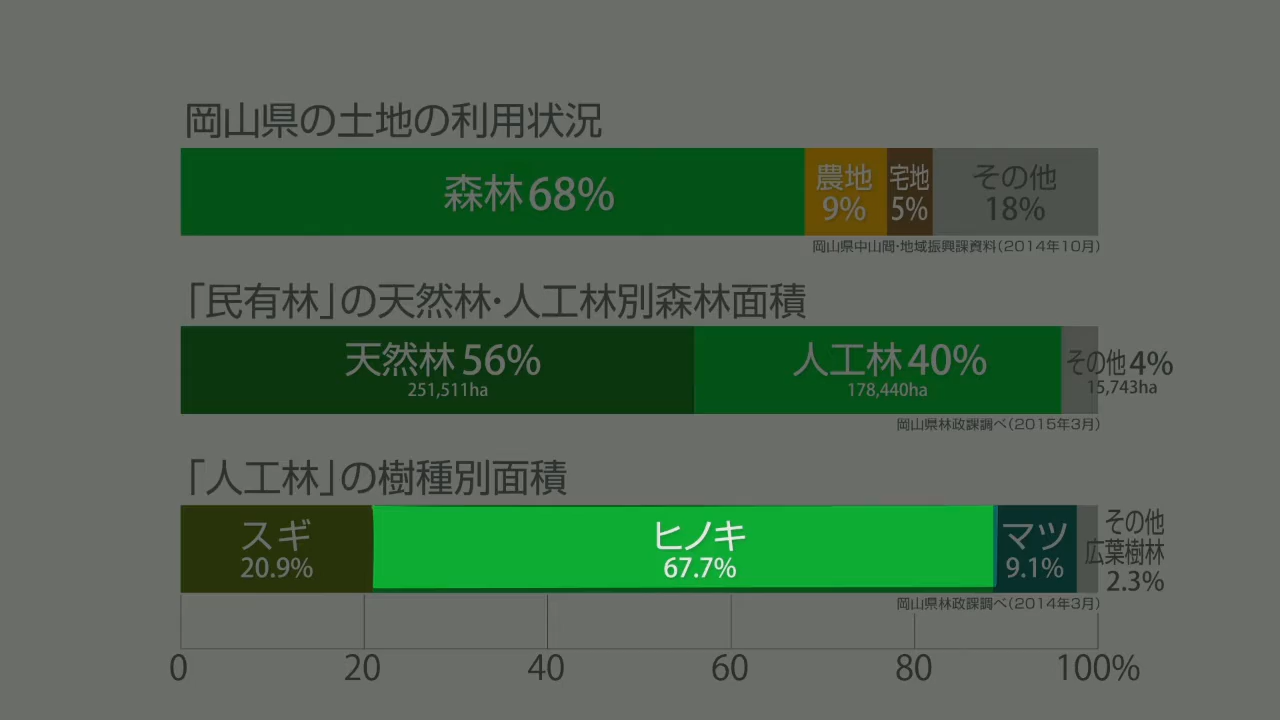 岡山県の土地の利用状況
森林68%
農地
9%
宅地
5%
その他
18%
岡山県中山間・地域振興課資料(2014年10月)
「民有林」の天然林・人工林別森林面積
天然林56%
251,511ha
人工林40%
178,440ha
その他4%
15,743ha
岡山県林政課調べ(2015年3月)
「人工林」の樹種別面積
スギ
20.9%
ヒノキ
67.7%
マツ
9.1%
その他
広葉樹林
2.3%
岡山県林政課調べ(2014年3月)
0 20 40 60 80 100%